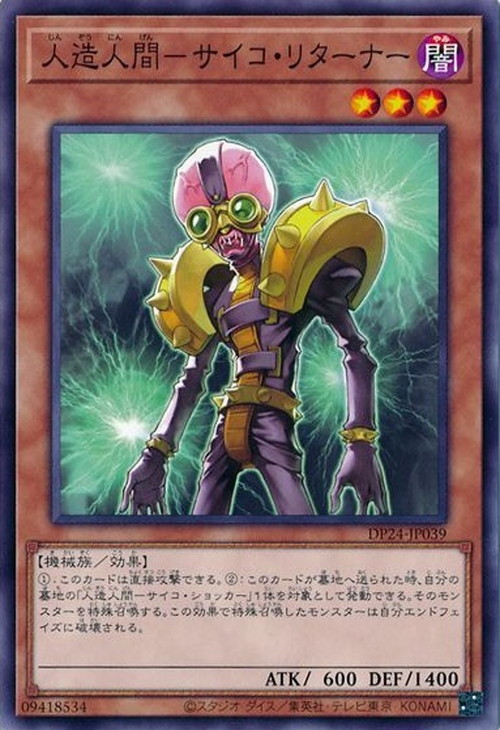 人造人間－サイコ・リターナー
闇
DP24-JP039
【機械族／効果】
①：このカードは直接攻撃できる。②：このカードが墓地へ送られた時、自分の
墓地の「人造人間－サイコ・ショッカー」1体を対象として発動できる。そのモン
スターを特殊召喚する。この効果で特殊召喚したモンスターは自分エンドフェイ
ズに破壊される。
ATK/ 600 DEF/1400
09418534
©スタジオ・ダイス／集英社・テレビ東京・KONAMI